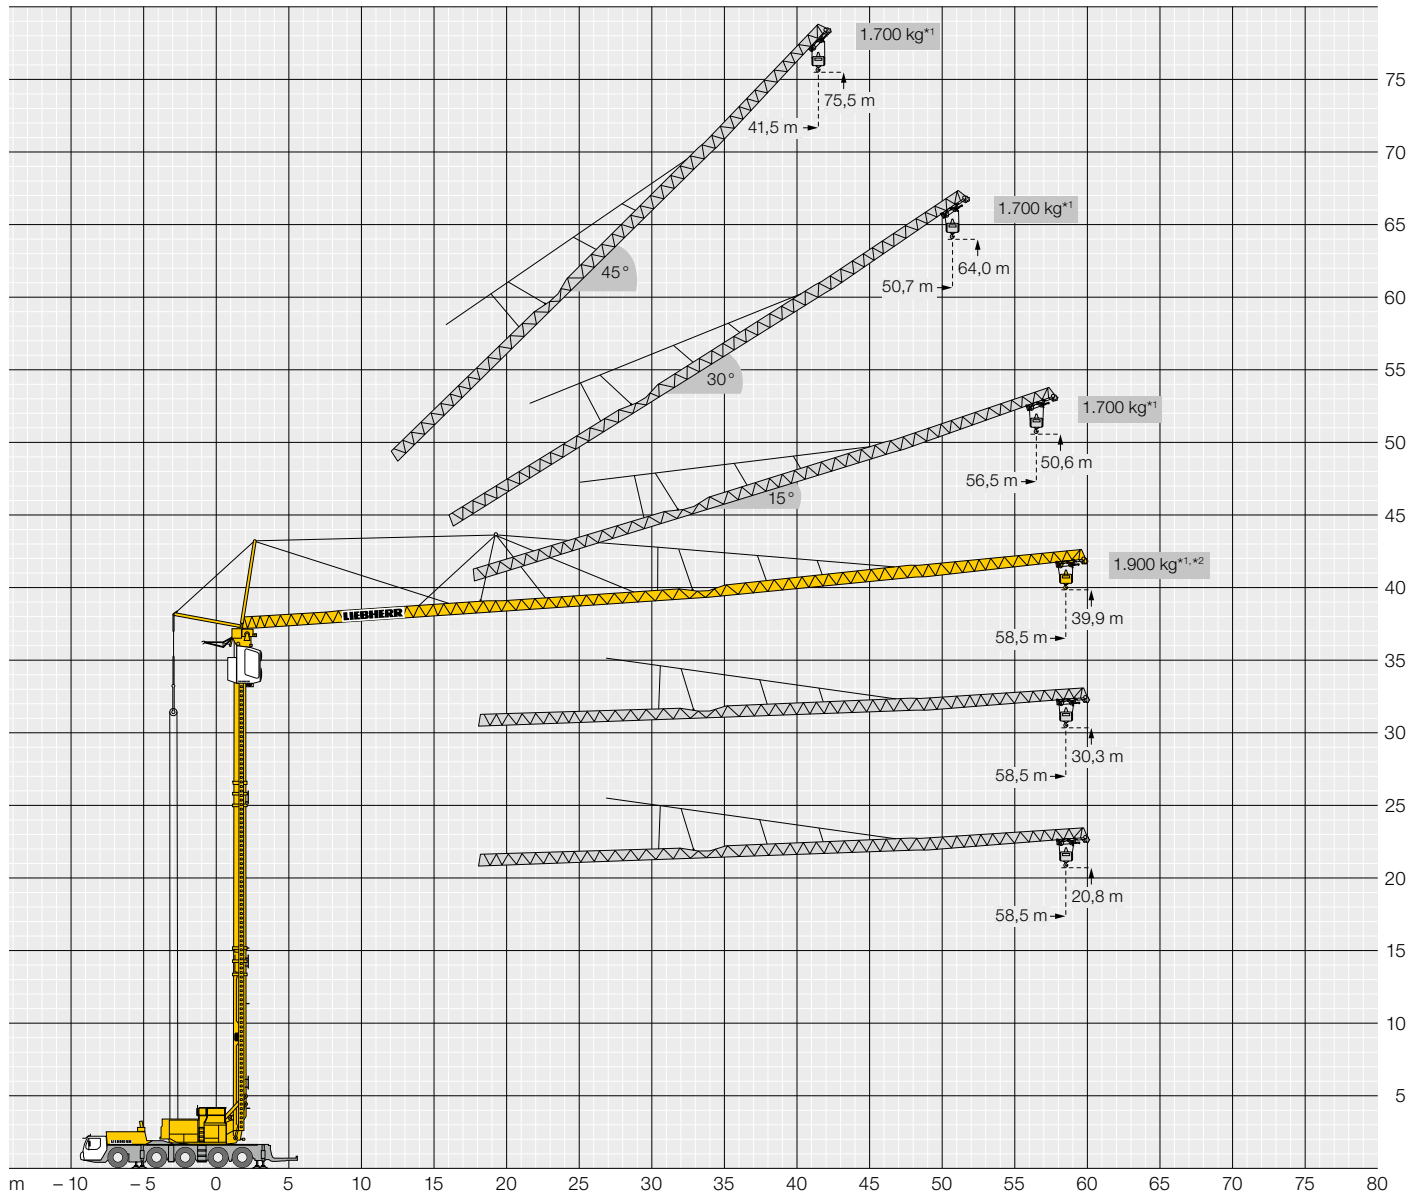 1.700 kg*1
75
75,5 m
41,5 m
70
1.700 kg*1
65
64,0 m
45°
50,7 m
60
55
30°
1.700 kg*1
50
50,6 m
56,5 m
15°
45
1.900 kg*1,*2
40
LIEBHERR
39,9 m
58,5 m
35
30
30,3 m
58,5 m
25
20
20,8 m
58,5 m
15
10
5
LIEBHERR
m – 10 – 5 0 5 10 15 20 25 30 35 40 45 50 55 60 65 70 75 80